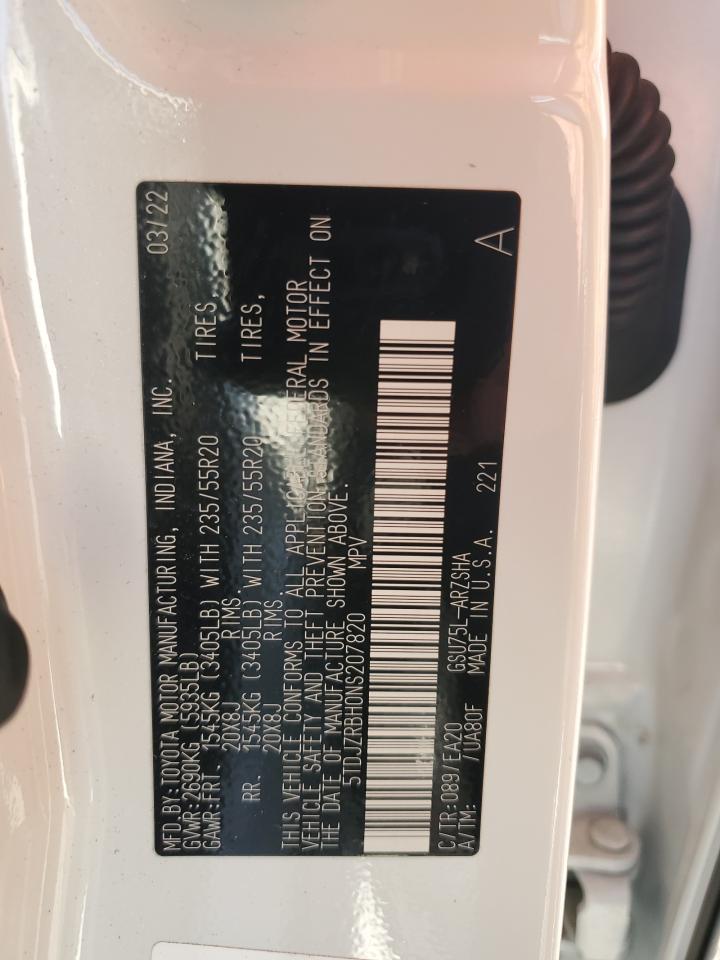 MFD.BY:TOYOTA MOTOR MANUFACTURING, INDIANA, INC. 03/22
GVWR:2690KG (5935LB)
GAWR:FRT. 1545KG (3405LB) WITH 235/55R20 TIRES,
20X8J RIMS.
RR. 1545KG (3405LB) WITH 235/55R20 TIRES,
20X8J RIMS.
THIS VEHICLE CONFORMS TO ALL FEDERAL MOTOR
VEHICLE SAFETY AND THEFT PREVENTION STANDARDS IN EFFECT ON
THE DATE OF MANUFACTURE SHOWN ABOVE.
5TDJZRBH0NS207820 MPV
C/TR:089/EA20 GSU75L-ARZSHA
A/TM: /UA80F MADE IN U.S.A. 221 A